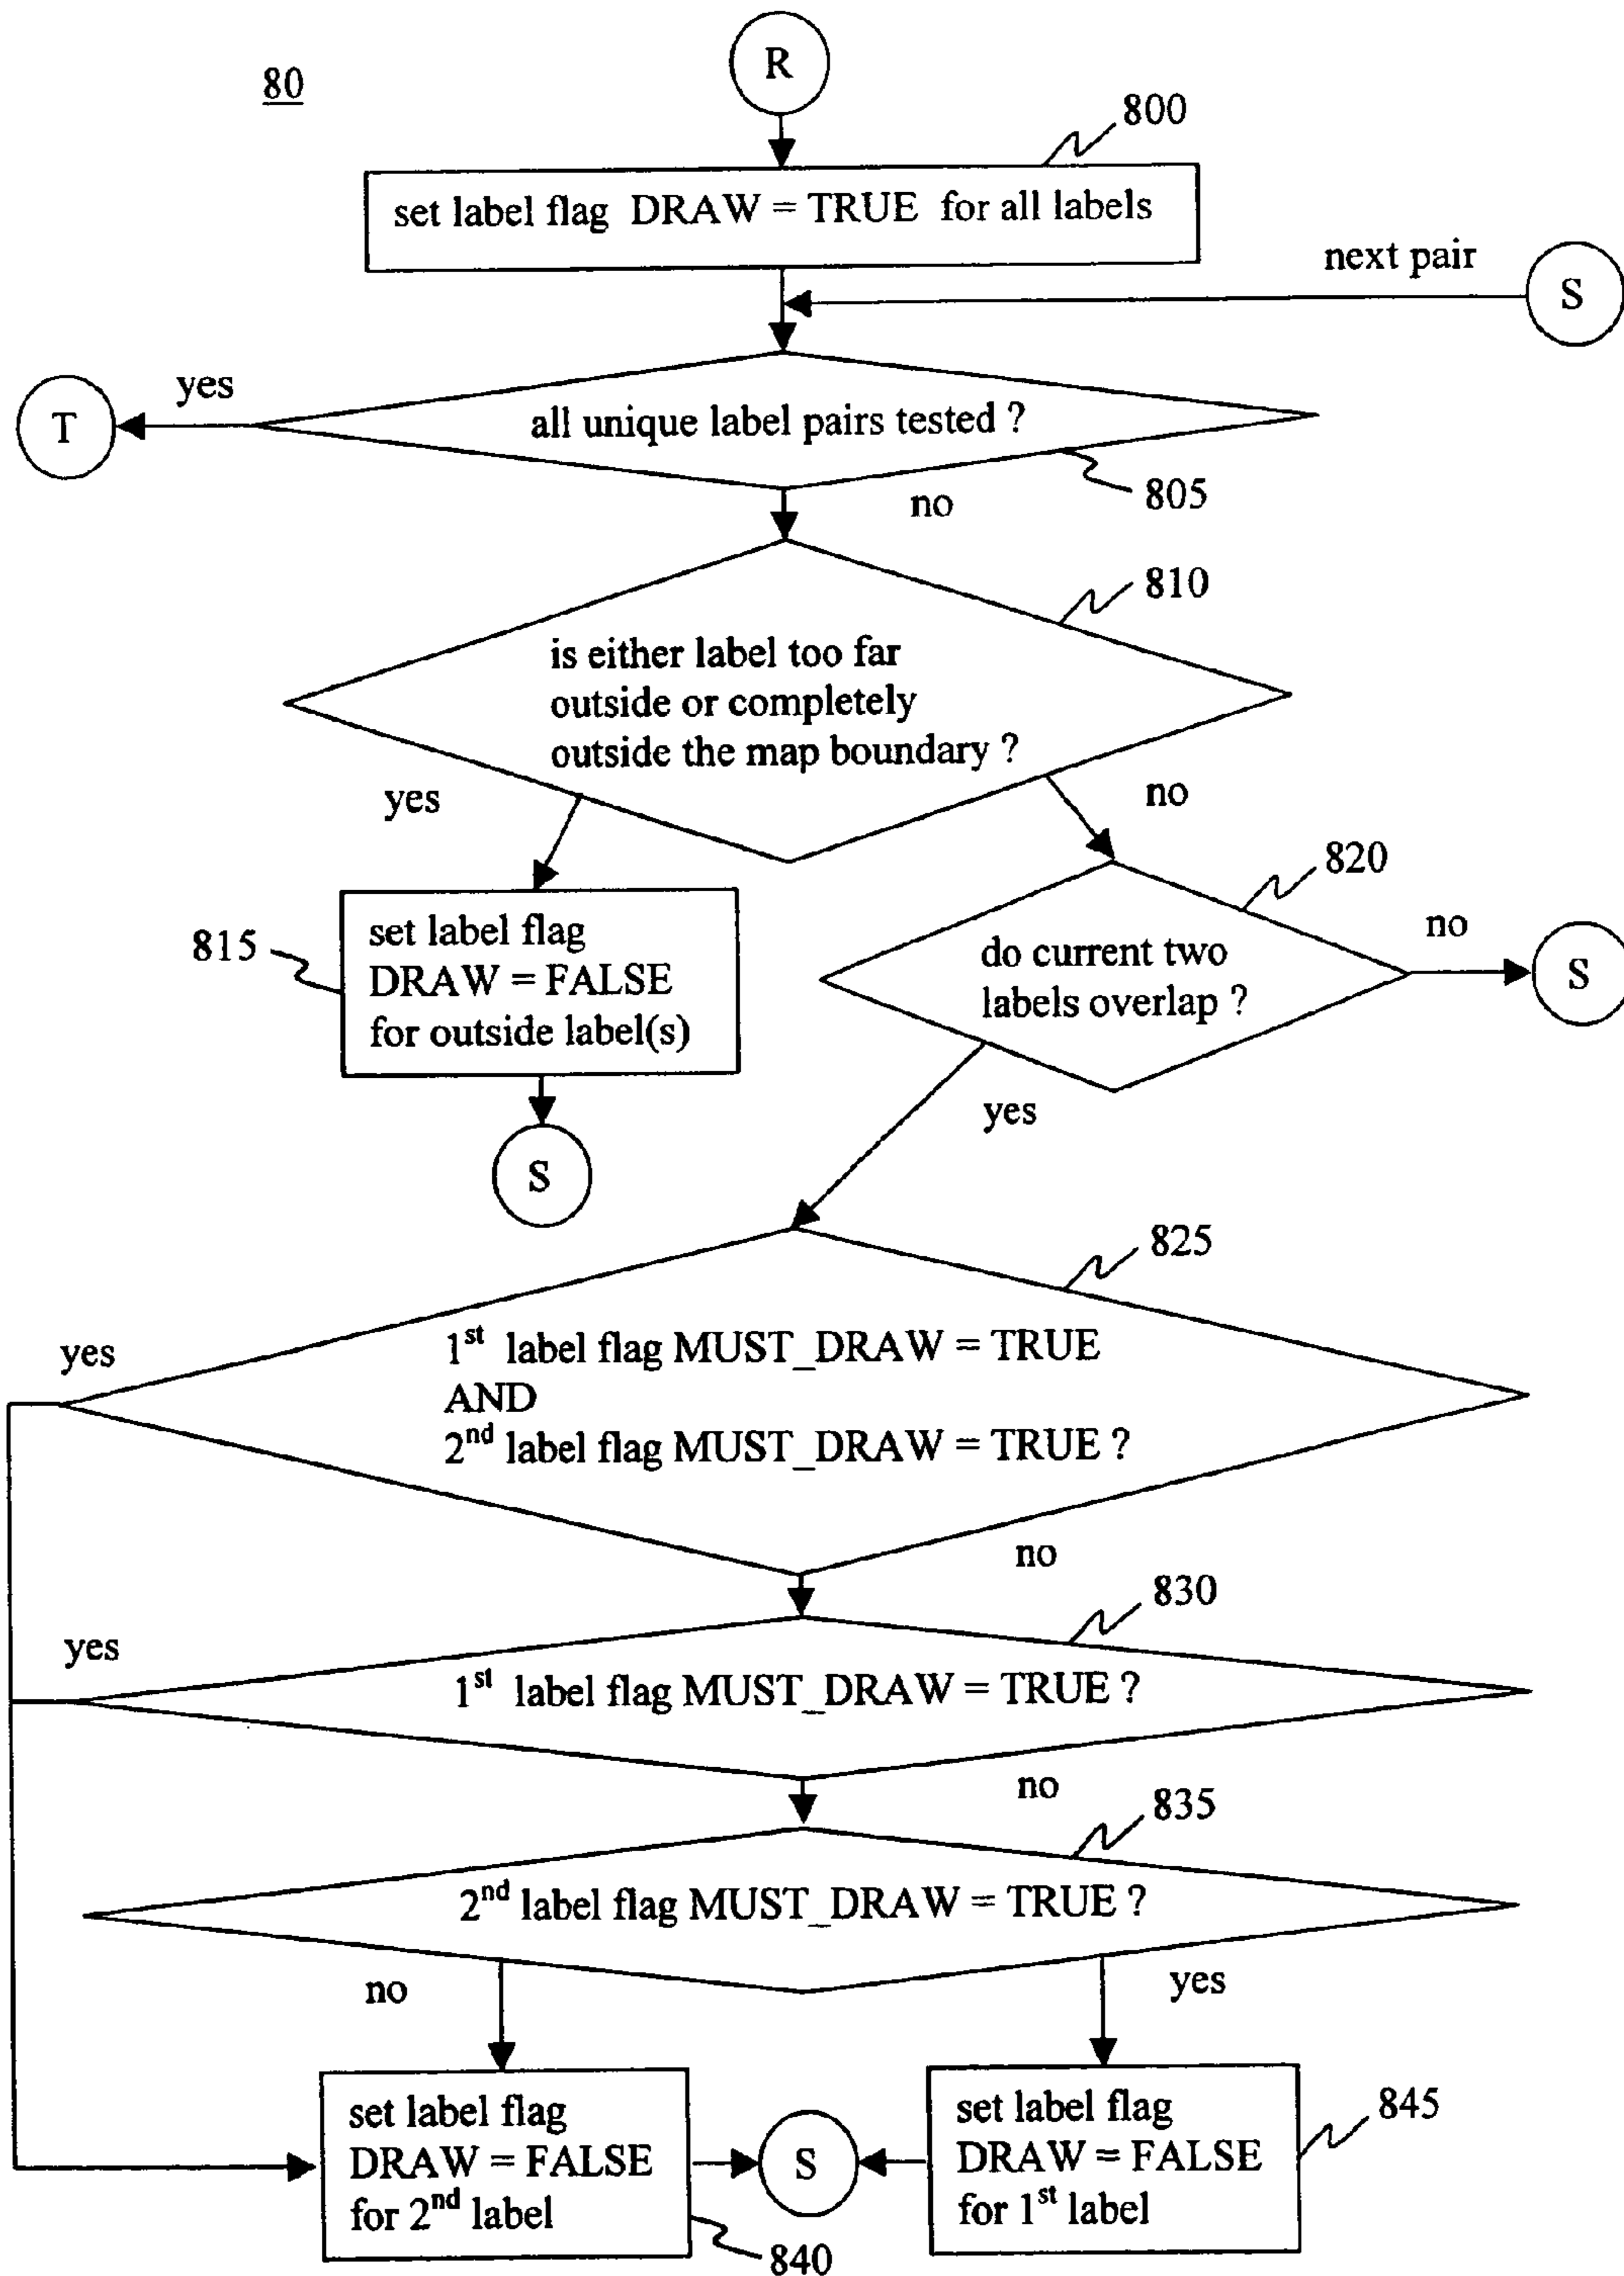 R
80
800
set label flag DRAW = TRUE for all labels
next pair
S
yes
T
all unique label pairs tested ?
805
no
810
is either label too far
outside or completely
outside the map boundary ?
yes
no
820
815
set label flag
DRAW = FALSE
for outside label(s)
do current two
labels overlap ?
no
S
yes
S
825
yes
1st label flag MUST_DRAW = TRUE
AND
2nd label flag MUST_DRAW = TRUE ?
no
830
yes
1st label flag MUST_DRAW = TRUE ?
no
835
2nd label flag MUST_DRAW = TRUE ?
no
yes
set label flag
DRAW = FALSE
for 2nd label
840
S
set label flag
DRAW = FALSE
for 1st label
845